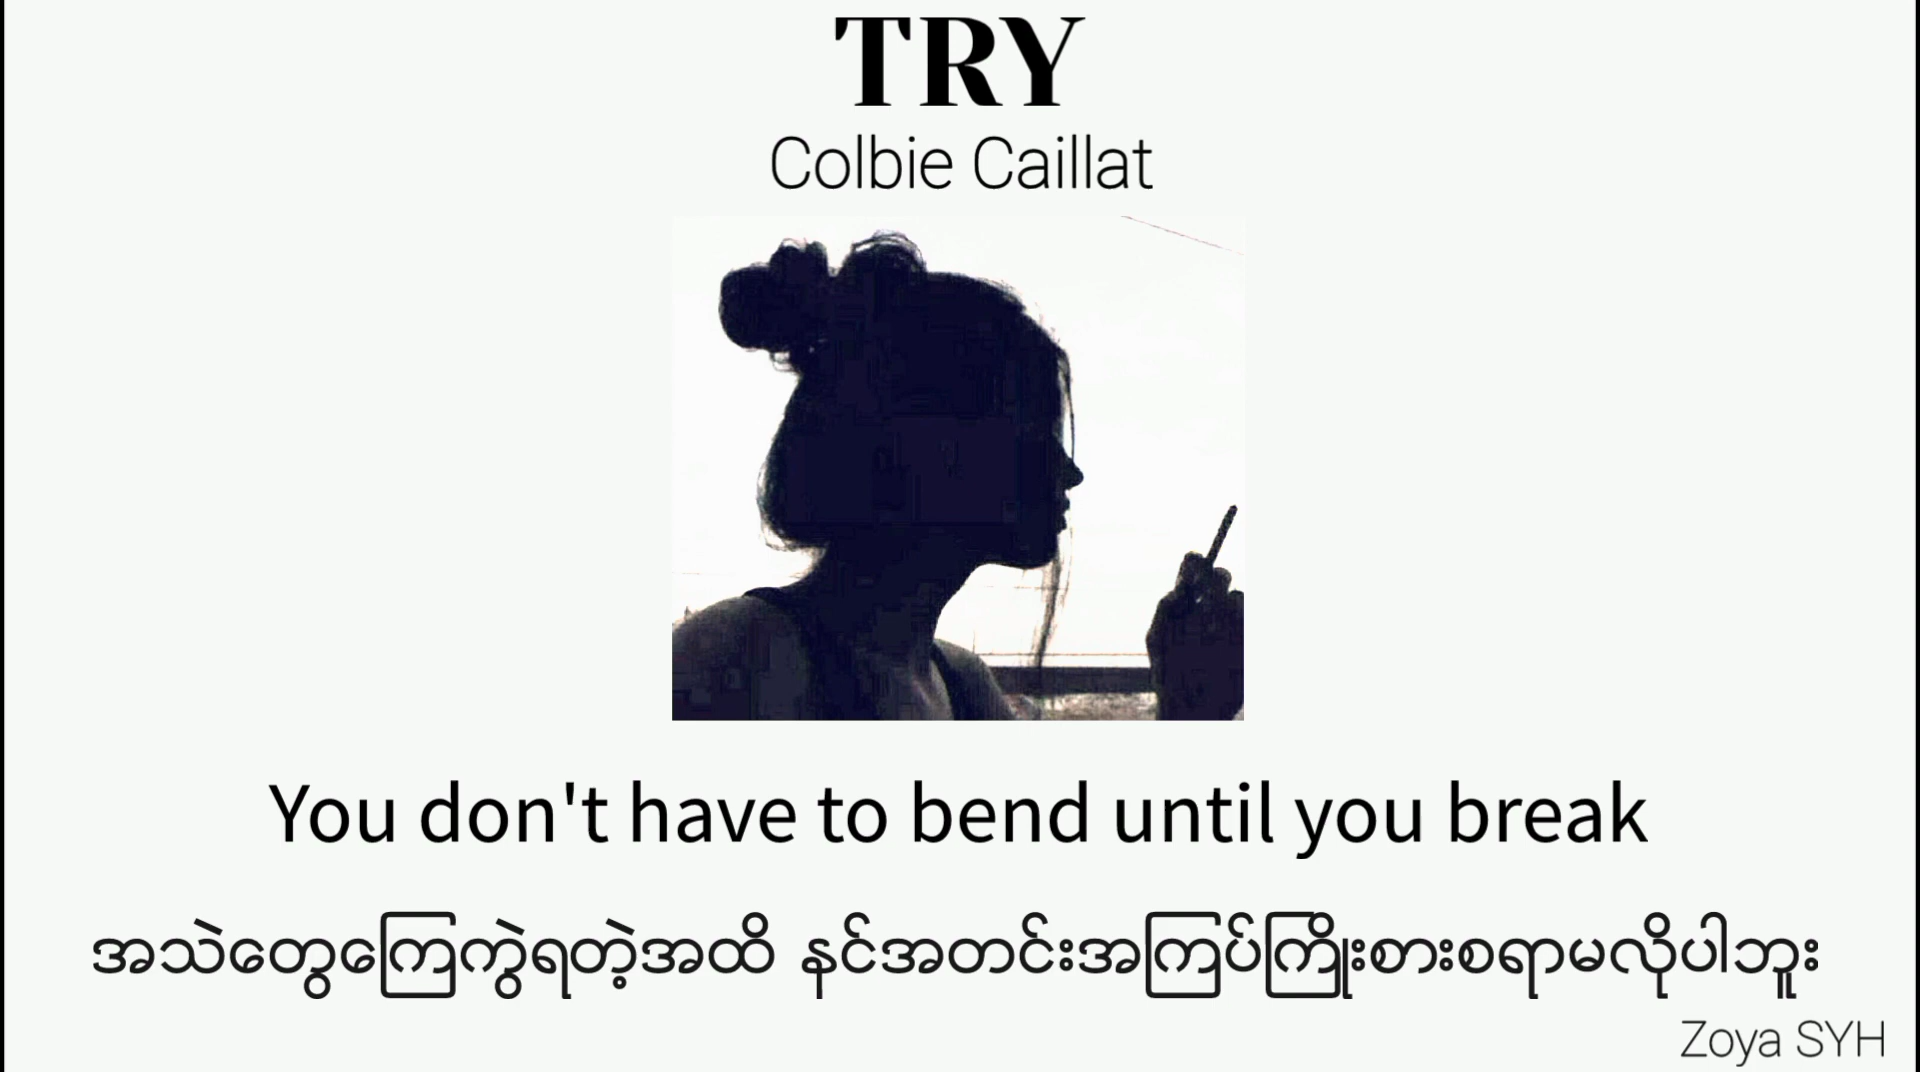 TRY
Colbie Caillat
You don't have to bend until you break
အသဲတွေကြေကွဲရတဲ့အထိ နင်အတင်းအကြပ်ကြိုးစားစရာမလိုပါဘူး
Zoya SYH